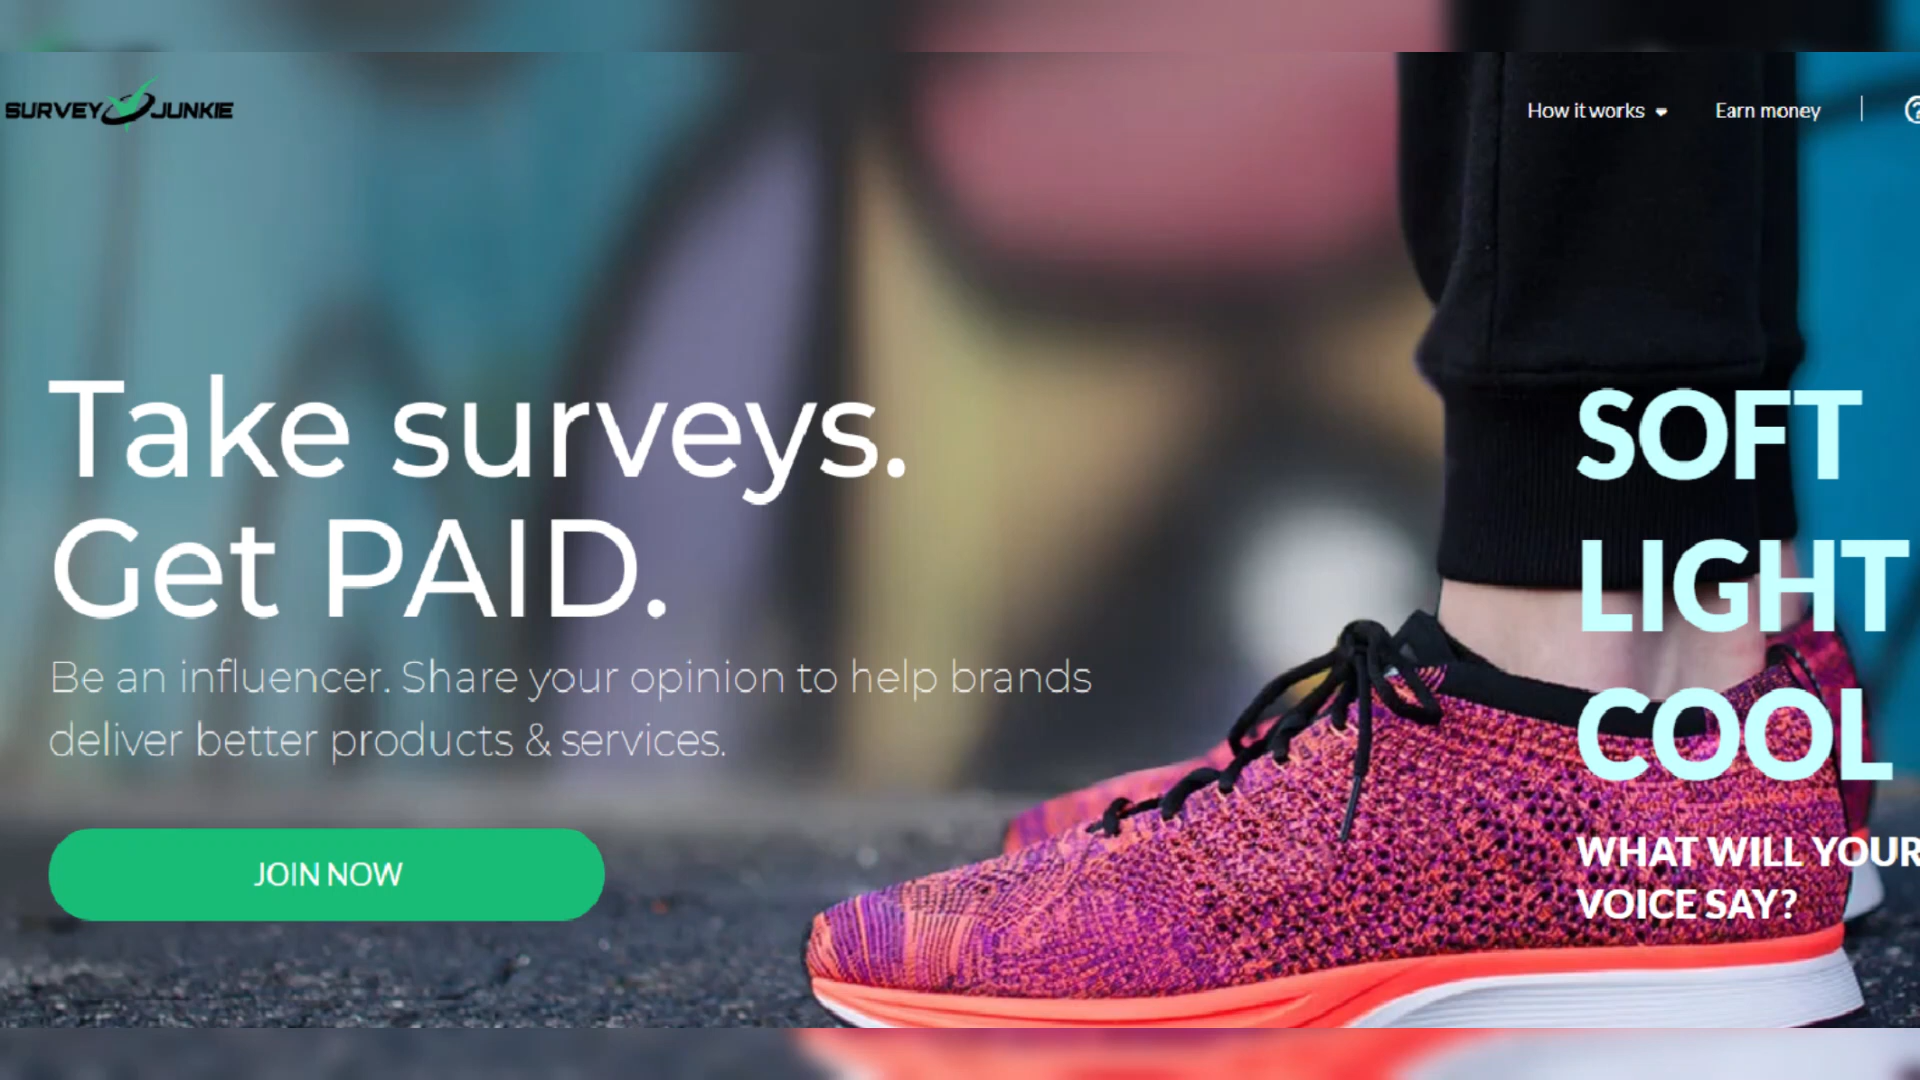 SURVEY JUNKIE
How it works
Earn money
Take surveys.
Get PAID.
Be an influencer. Share your opinion to help brands
deliver better products & services.
JOIN NOW
SOFT
LIGHT
COOL
WHAT WILL YOUR
VOICE SAY?